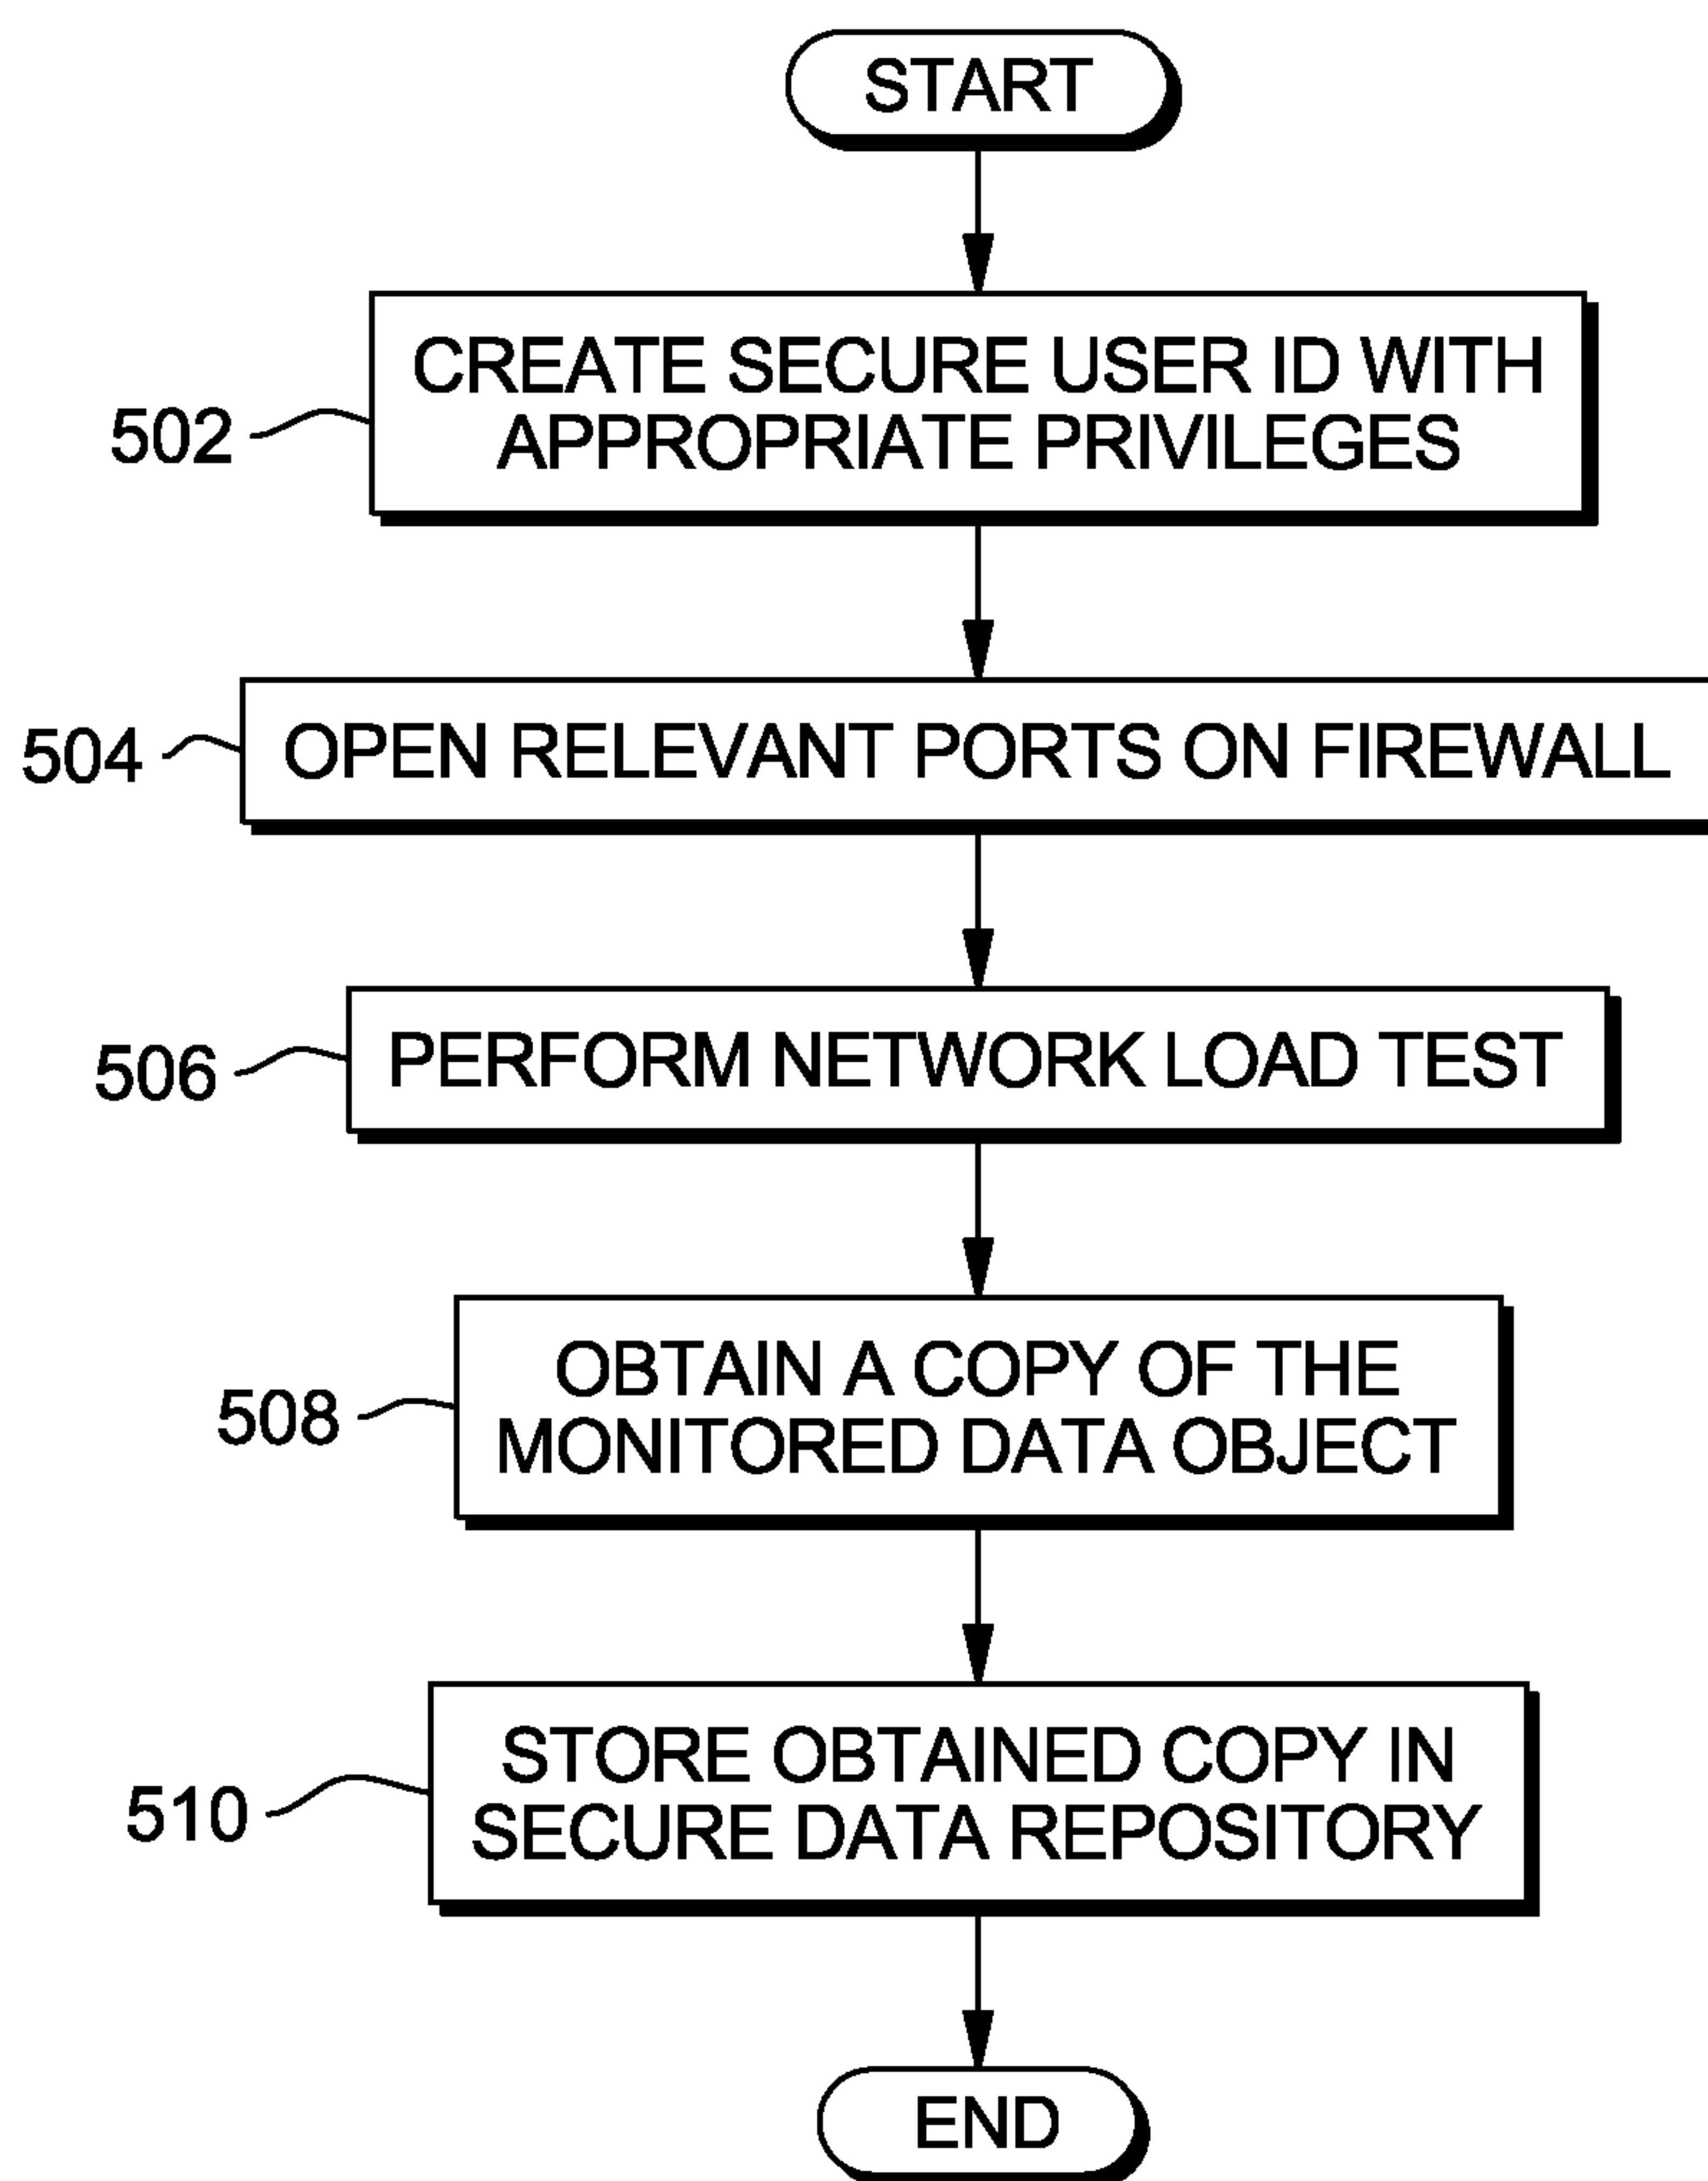 START
CREATE SECURE USER ID WITH
APPROPRIATE PRIVILEGES
502
OPEN RELEVANT PORTS ON FIREWALL
504
PERFORM NETWORK LOAD TEST
506
OBTAIN A COPY OF THE
MONITORED DATA OBJECT
508
STORE OBTAINED COPY IN
SECURE DATA REPOSITORY
510
END